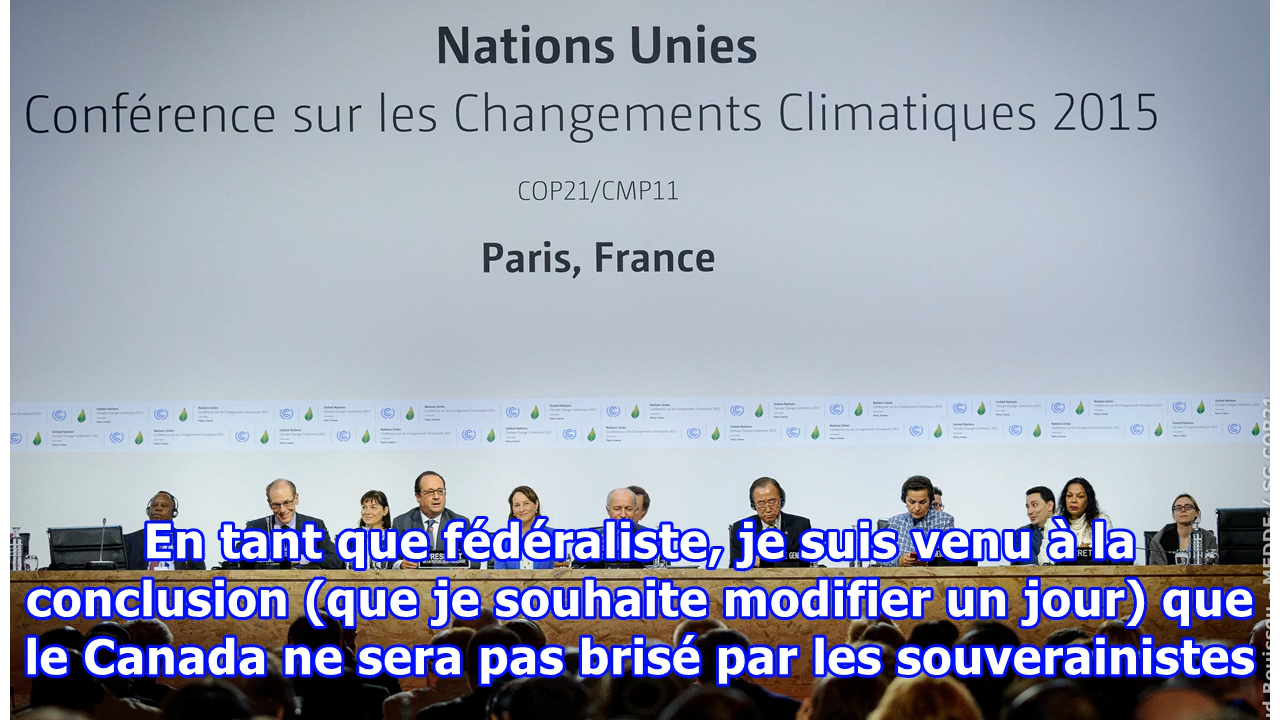 Nations Unies
Conférence sur les Changements Climatiques 2015
COP21/CMP11
Paris, France
En tant que fédéraliste, je suis venu à la
conclusion (que je souhaite modifier un jour) que
le Canada ne sera pas brisé par les souverainistes